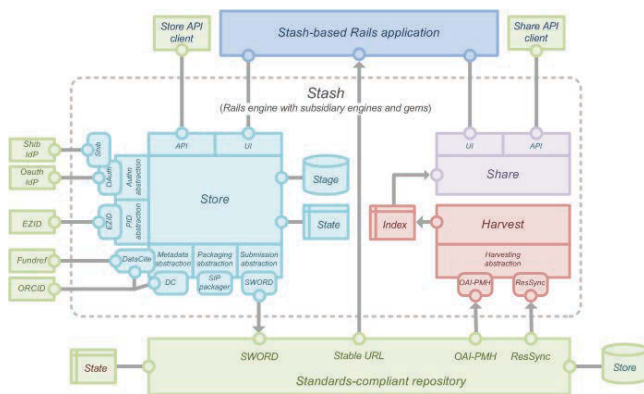 Store API
client
Stash-based Rails application
Share API
client
Stash
(Rails engine with subsidiary engines and gems)
Shib
IdP
Shib
API
UI
UI
API
Oauth
IdP
OAuth
Authn
abstraction
Store
Stage
Share
EZID
EZID
PID
abstraction
State
Index
Harvest
Fundref
DataCite
Metadata
abstraction
Packaging
abstraction
Submission
abstraction
Harvesting
abstraction
ORCID
DC
SIP
packager
SWORD
OAI-PMH
ResSync
State
SWORD
Stable URL
OAI-PMH
ResSync
Store
Standards-compliant repository